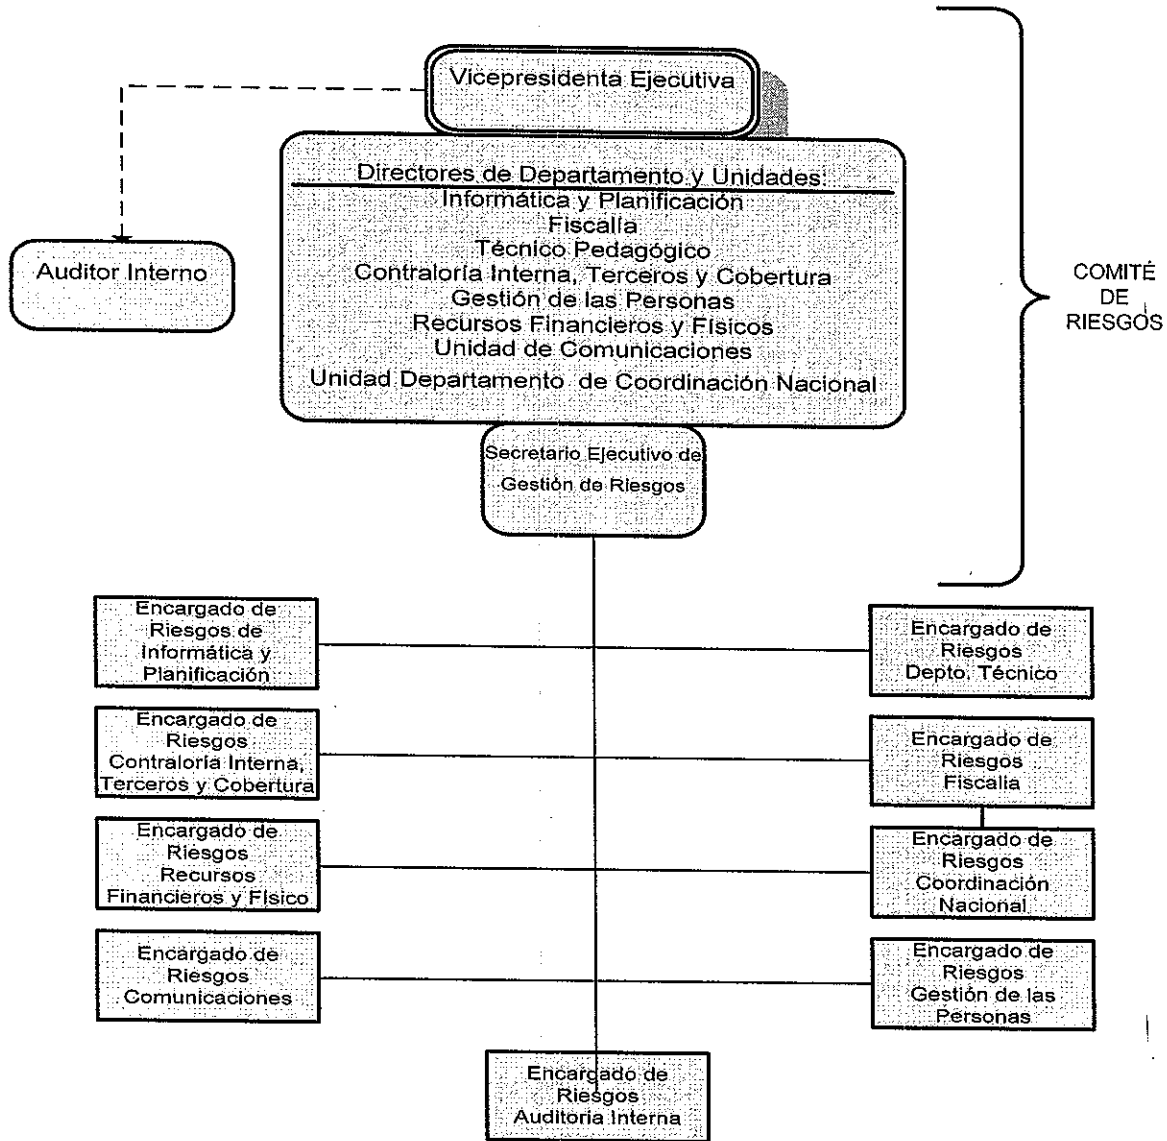 Vicepresidenta Ejecutiva
Directores de Departamento y Unidades:
Informática y Planificación
Fiscalía
Técnico Pedagógico
Contraloría Interna, Terceros y Cobertura
Gestión de las Personas
Recursos Financieros y Físicos
Unidad de Comunicaciones
Unidad Departamento de Coordinación Nacional
Auditor Interno
COMITÉ
DE
RIESGOS
Secretario Ejecutivo de
Gestión de Riesgos
Encargado de
Riesgos de
Informática y
Planificación
Encargado de
Riesgos
Depto. Técnico
Encargado de
Riesgos
Contraloría Interna,
Terceros y Cobertura
Encargado de
Riesgos
Fiscalia
Encargado de
Riesgos
Recursos
Financieros y Físico
Encargado de
Riesgos
Coordinación
Nacional
Encargado de
Riesgos
Comunicaciones
Encargado de
Riesgos
Gestión de las
Personas
Encargado de
Riesgos
Auditoria Interna